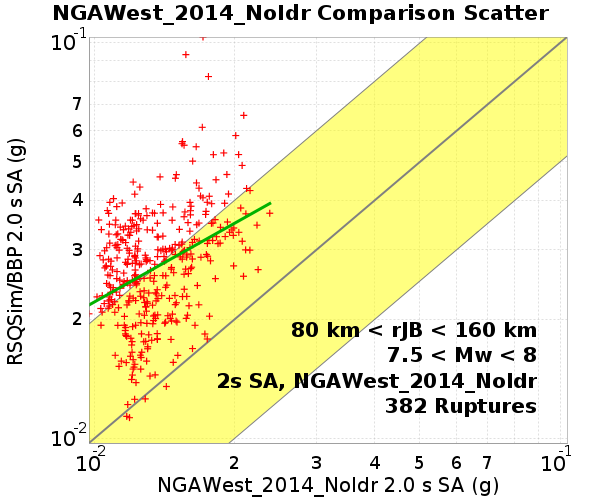 NGAWest_2014_NoIdr Comparison Scatter
10-1
7
6
5
4
3
2
10-2
RSQSim/BBP 2.0 s SA (g)
80 km < rJB < 160 km
7.5 < Mw < 8
2s SA, NGAWest_2014_NoIdr
382 Ruptures
10-2 2 3 4 5 6 7 10-1
NGAWest_2014_NoIdr 2.0 s SA (g)